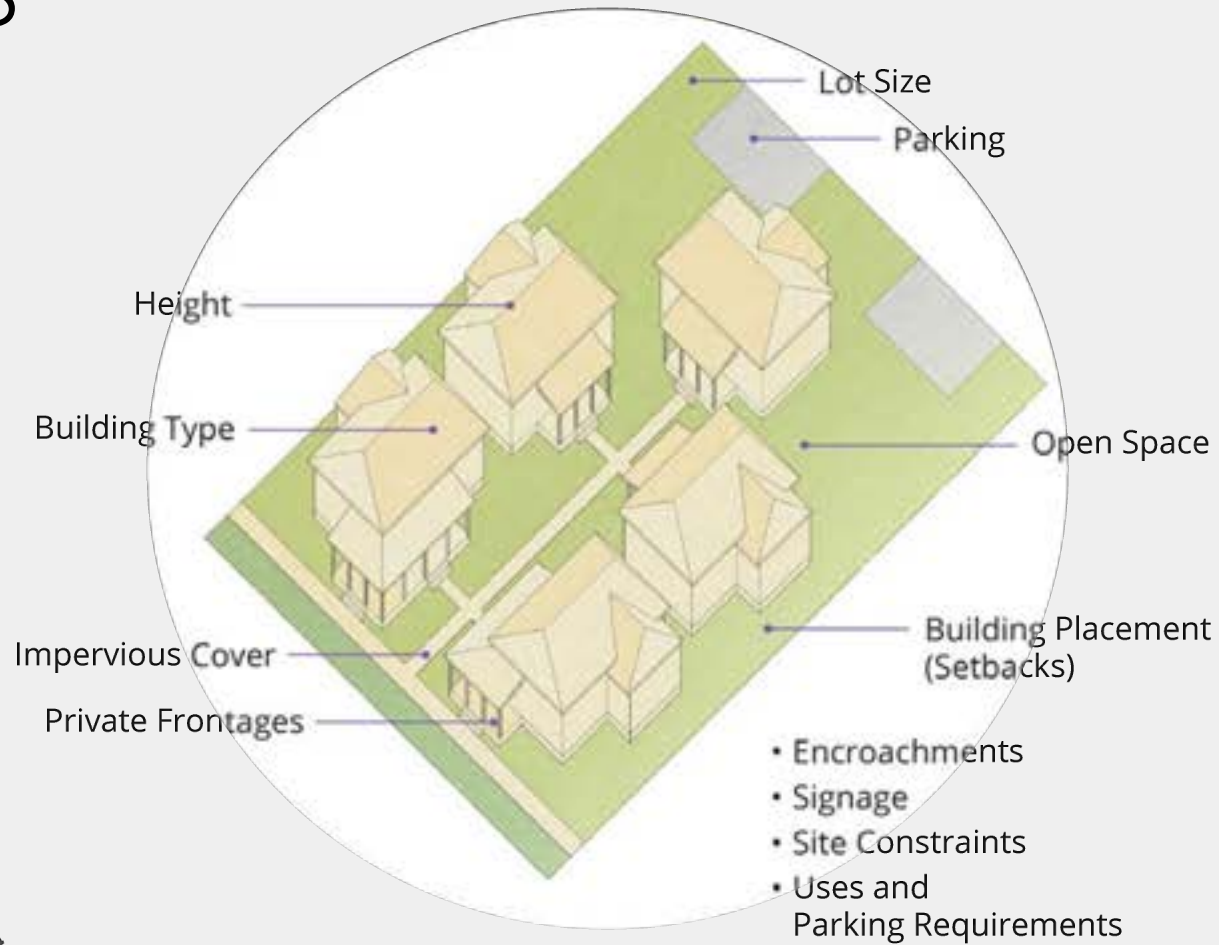 Lot Size
Parking
Height
Building Type
Open Space
Building Placement
(Setbacks)
Impervious Cover
Private Frontages
• Encroachments
• Signage
• Site Constraints
• Uses and
Parking Requirements